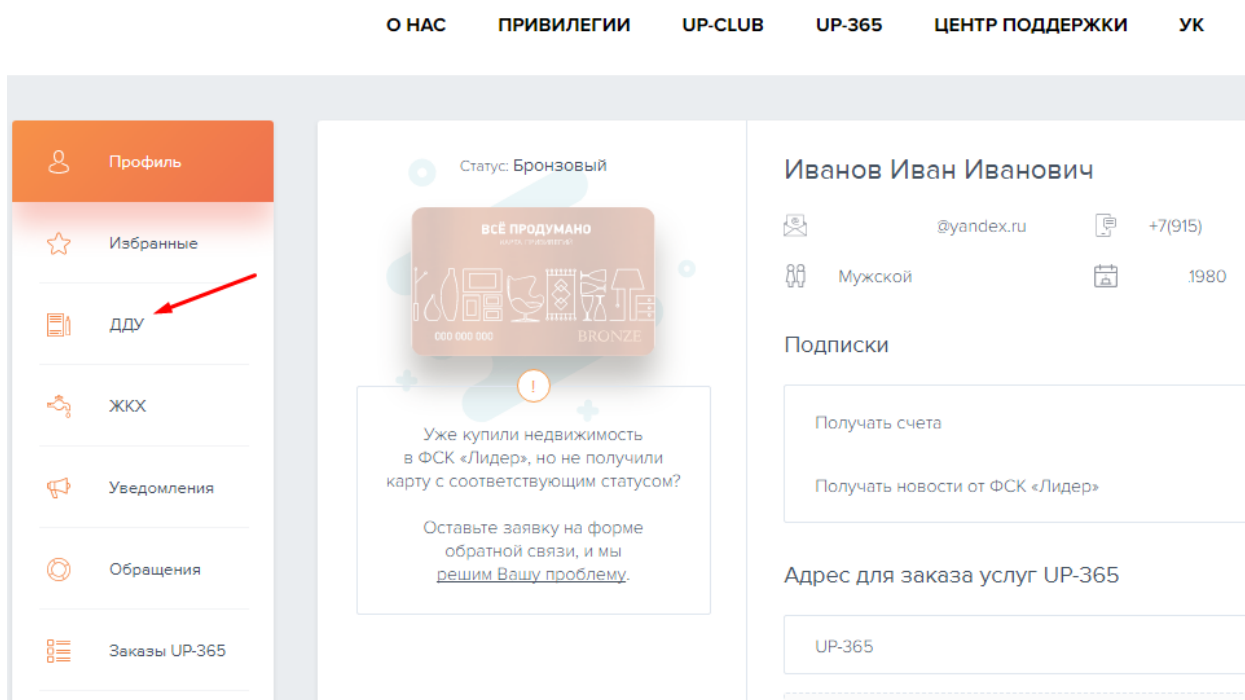 О НАС ПРИВИЛЕГИИ UP-CLUB UP-365 ЦЕНТР ПОДДЕРЖКИ УК
Профиль
Избранные
ДДУ
ЖКХ
Уведомления
Обращения
Заказы UP-365
Статус: Бронзовый
ВСЁ ПРОДУМАНО
КАРТА ПРИВИЛЕГИЙ
000 000 000 BRONZE
!
Уже купили недвижимость
в ФСК «Лидер», но не получили
карту с соответствующим статусом?
Оставьте заявку на форме
обратной связи, и мы
решим Вашу проблему.
Иванов Иван Иванович
@yandex.ru +7(915)
Мужской .1980
Подписки
Получать счета
Получать новости от ФСК «Лидер»
Адрес для заказа услуг UP-365
UP-365